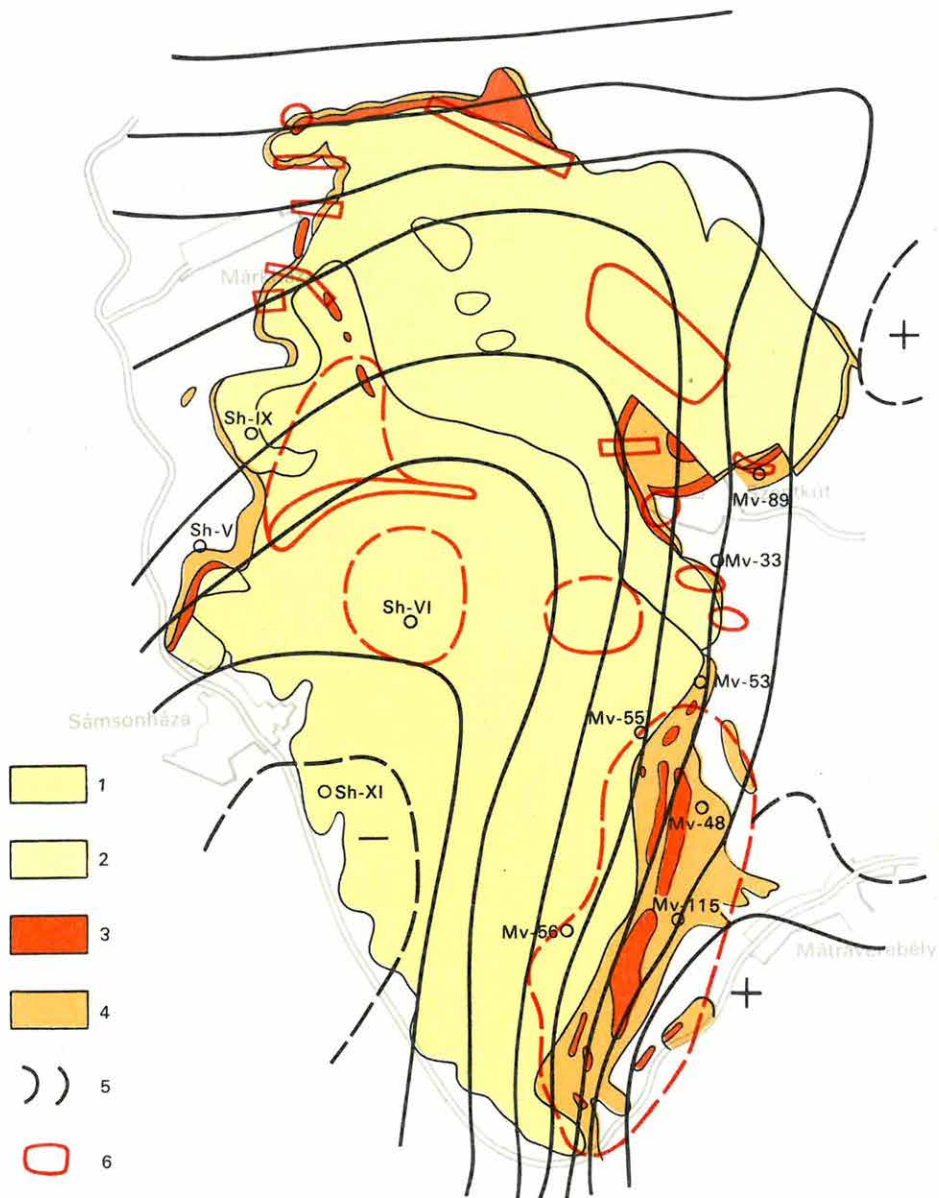 +
Sh-IX
Mv-89
Sh-V
Mv-33
Sh-VI
Mv-53
Sámsonháza
Mv-55
1
Sh-XI
Mv-48
—
2
Mv-115
3
Mv-56
Mátraverebély
+
4
5
6